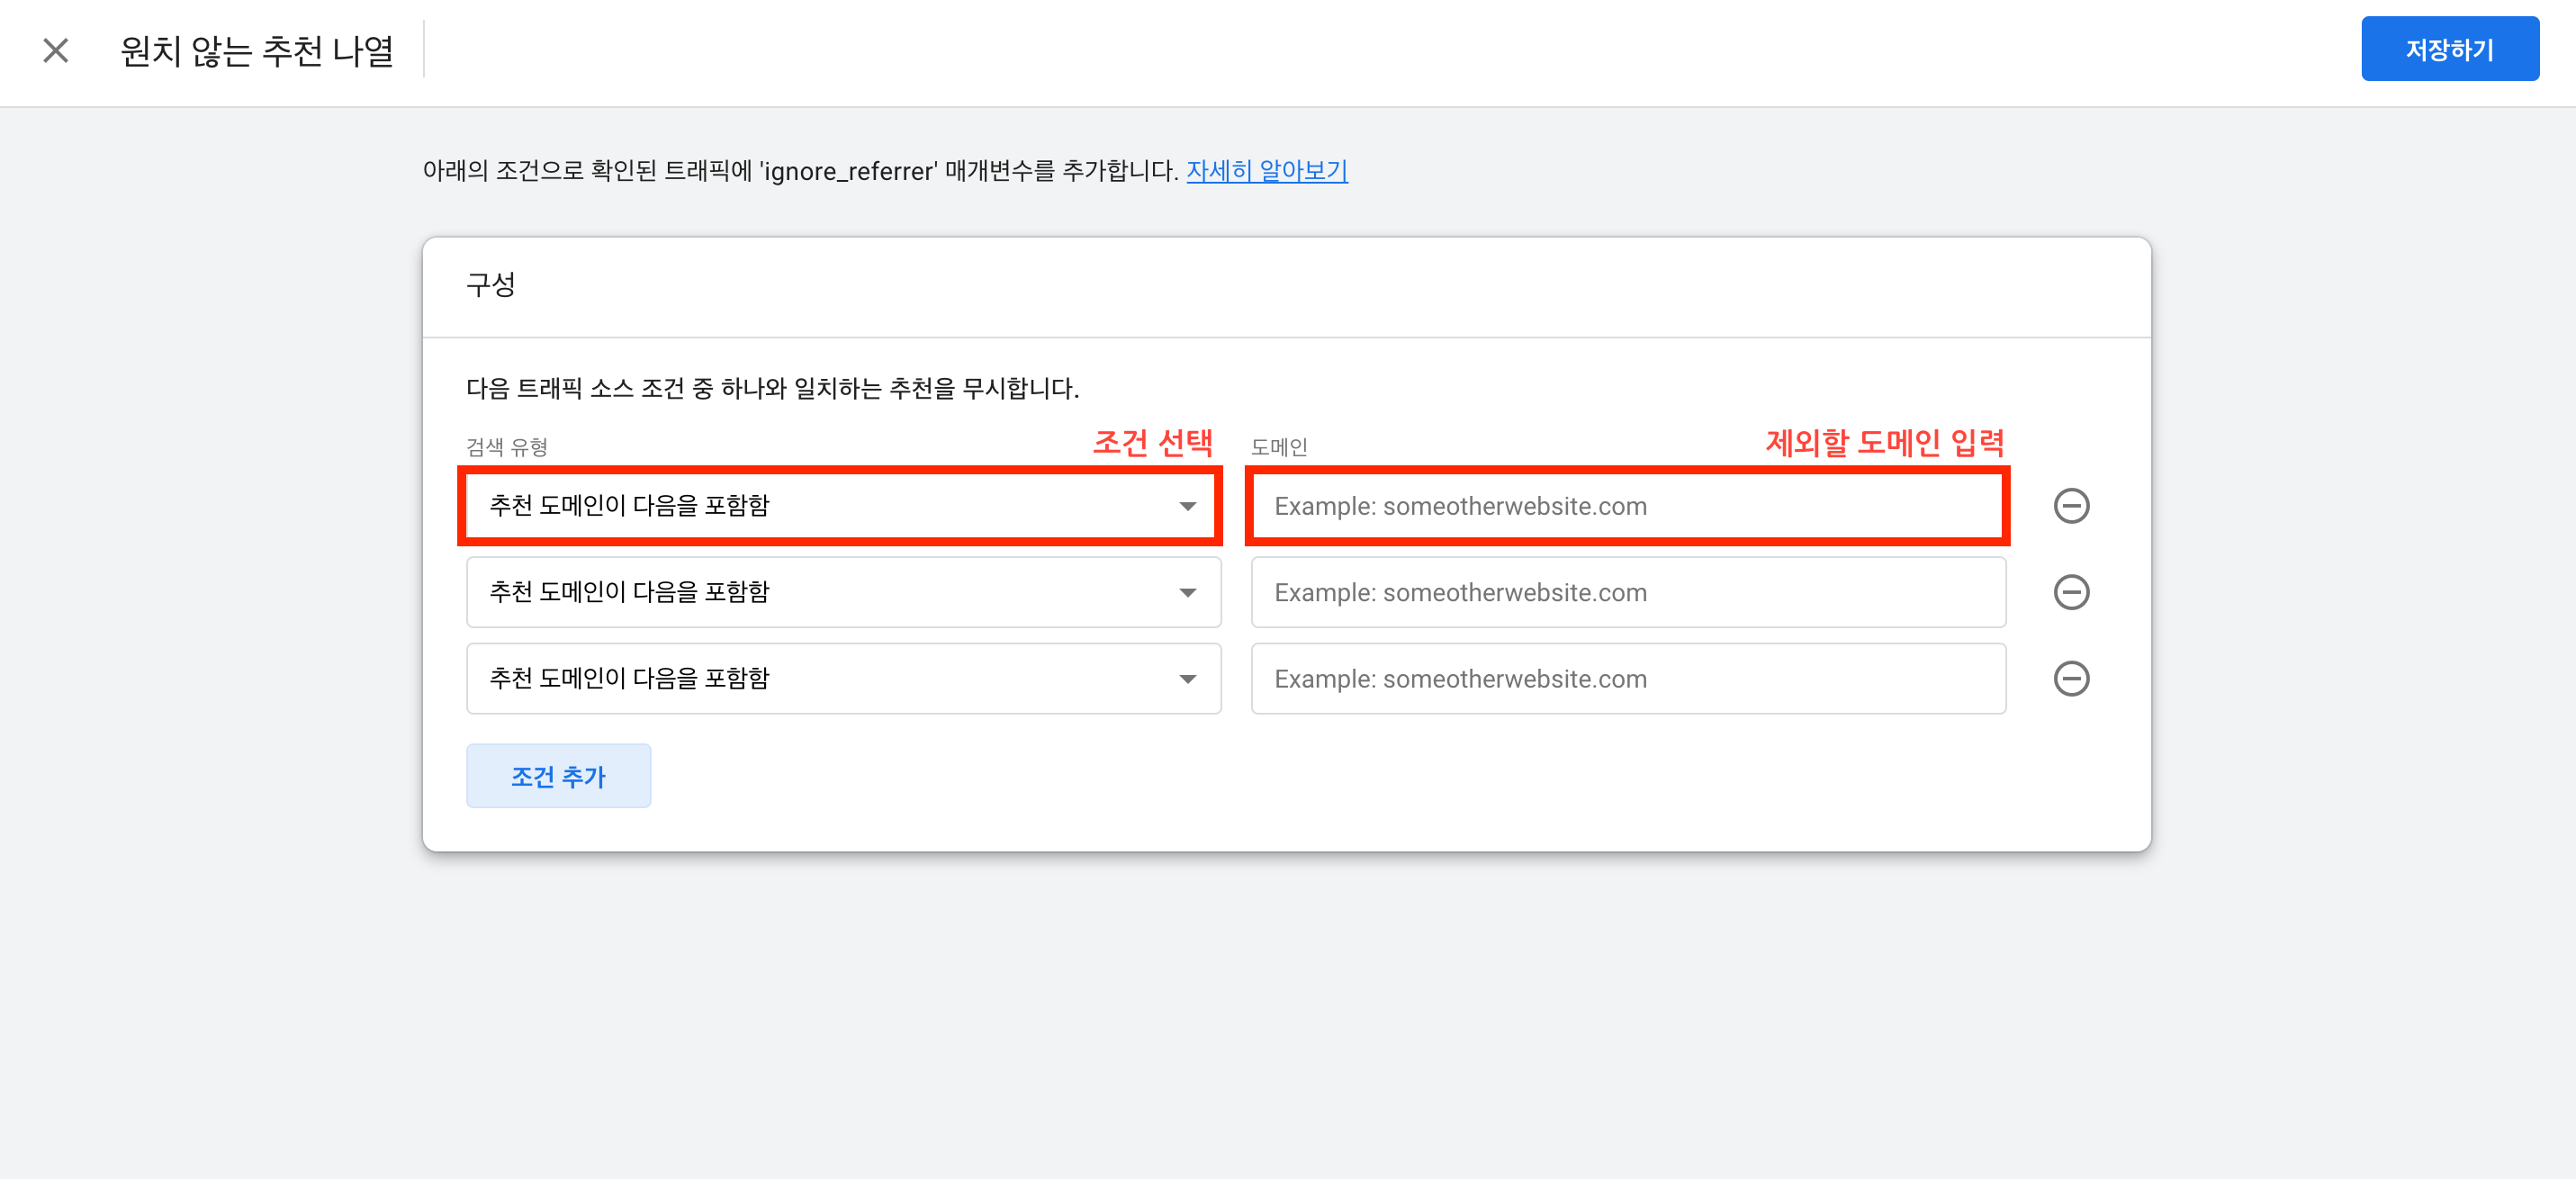 원치 않는 추천 나열
저장하기
아래의 조건으로 확인된 트래픽에 'ignore_referrer' 매개변수를 추가합니다. 자세히 알아보기
구성
다음 트래픽 소스 조건 중 하나와 일치하는 추천을 무시합니다.
검색 유형 조건 선택 도메인 제외할 도메인 입력
추천 도메인이 다음을 포함함 Example: someotherwebsite.com
추천 도메인이 다음을 포함함 Example: someotherwebsite.com
추천 도메인이 다음을 포함함 Example: someotherwebsite.com
조건 추가